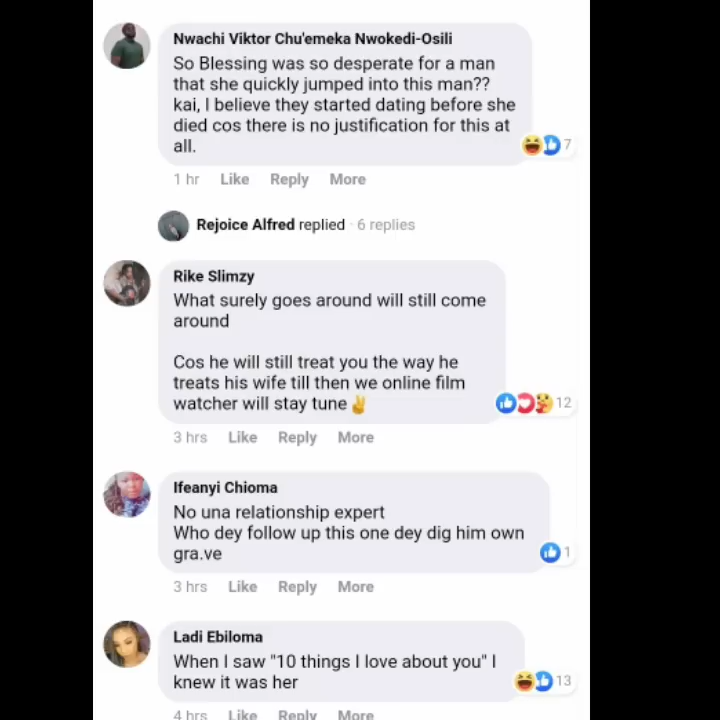 Nwachi Viktor Chu'emeka Nwokedi-Osili
So Blessing was so desperate for a man
that she quickly jumped into this man??
kai, I believe they started dating before she
died cos there is no justification for this at
all.
7
1 hr Like Reply More
Rejoice Alfred replied · 6 replies
Rike Slimzy
What surely goes around will still come
around
Cos he will still treat you the way he
treats his wife till then we online film
watcher will stay tune✌
12
3 hrs Like Reply More
Ifeanyi Chioma
No una relationship expert
Who dey follow up this one dey dig him own
gra.ve
1
3 hrs Like Reply More
Ladi Ebiloma
When I saw "10 things I love about you" I
knew it was her
13
4 hrs Like Reply More